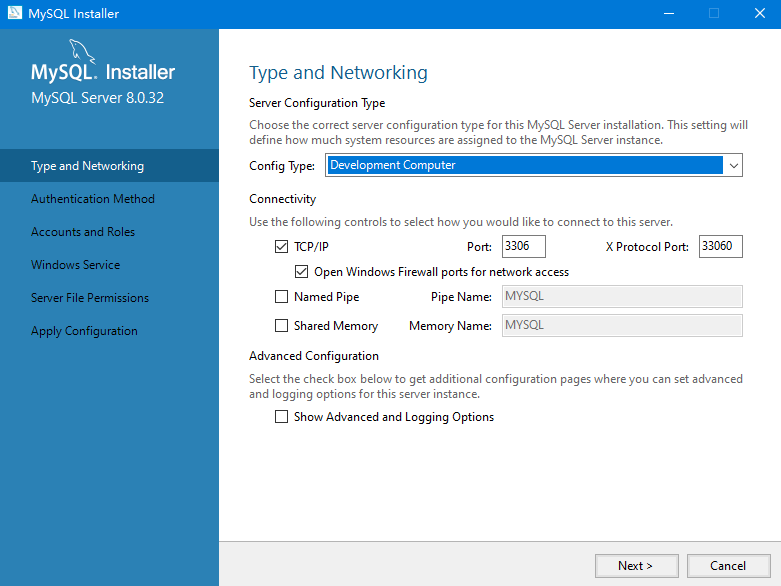 MySQL Installer
MySQL. Installer
MySQL Server 8.0.32
Type and Networking
Authentication Method
Accounts and Roles
Windows Service
Server File Permissions
Apply Configuration
Type and Networking
Server Configuration Type
Choose the correct server configuration type for this MySQL Server installation. This setting will
define how much system resources are assigned to the MySQL Server instance.
Config Type: Development Computer
Connectivity
Use the following controls to select how you would like to connect to this server.
TCP/IP Port: 3306 X Protocol Port: 33060
Open Windows Firewall ports for network access
Named Pipe Pipe Name: MYSQL
Shared Memory Memory Name: MYSQL
Advanced Configuration
Select the check box below to get additional configuration pages where you can set advanced
and logging options for this server instance.
Show Advanced and Logging Options
Next > Cancel